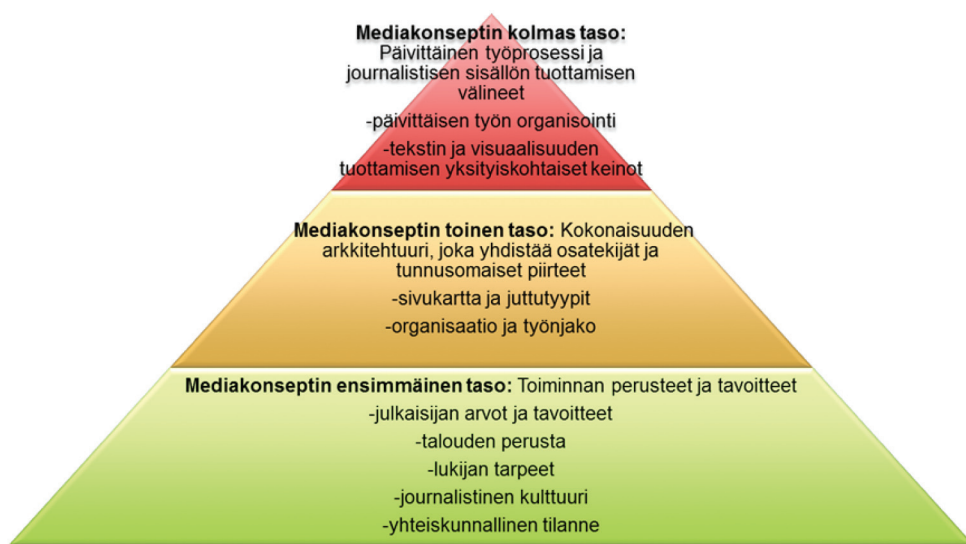 Mediakonseptin kolmas taso:
Päivittäinen työprosessi ja
journalistisen sisällön tuottamisen
välineet
-päivittäisen työn organisointi
-tekstin ja visuaalisuuden
tuottamisen yksityiskohtaiset keinot
Mediakonseptin toinen taso: Kokonaisuuden
arkkitehtuuri, joka yhdistää osatekijät ja
tunnusomaiset piirteet
-sivukartta ja juttutyypit
-organisaatio ja työnjako
Mediakonseptin ensimmäinen taso: Toiminnan perusteet ja tavoitteet
-julkaisijan arvot ja tavoitteet
-talouden perusta
-lukijan tarpeet
-journalistinen kulttuuri
-yhteiskunnallinen tilanne